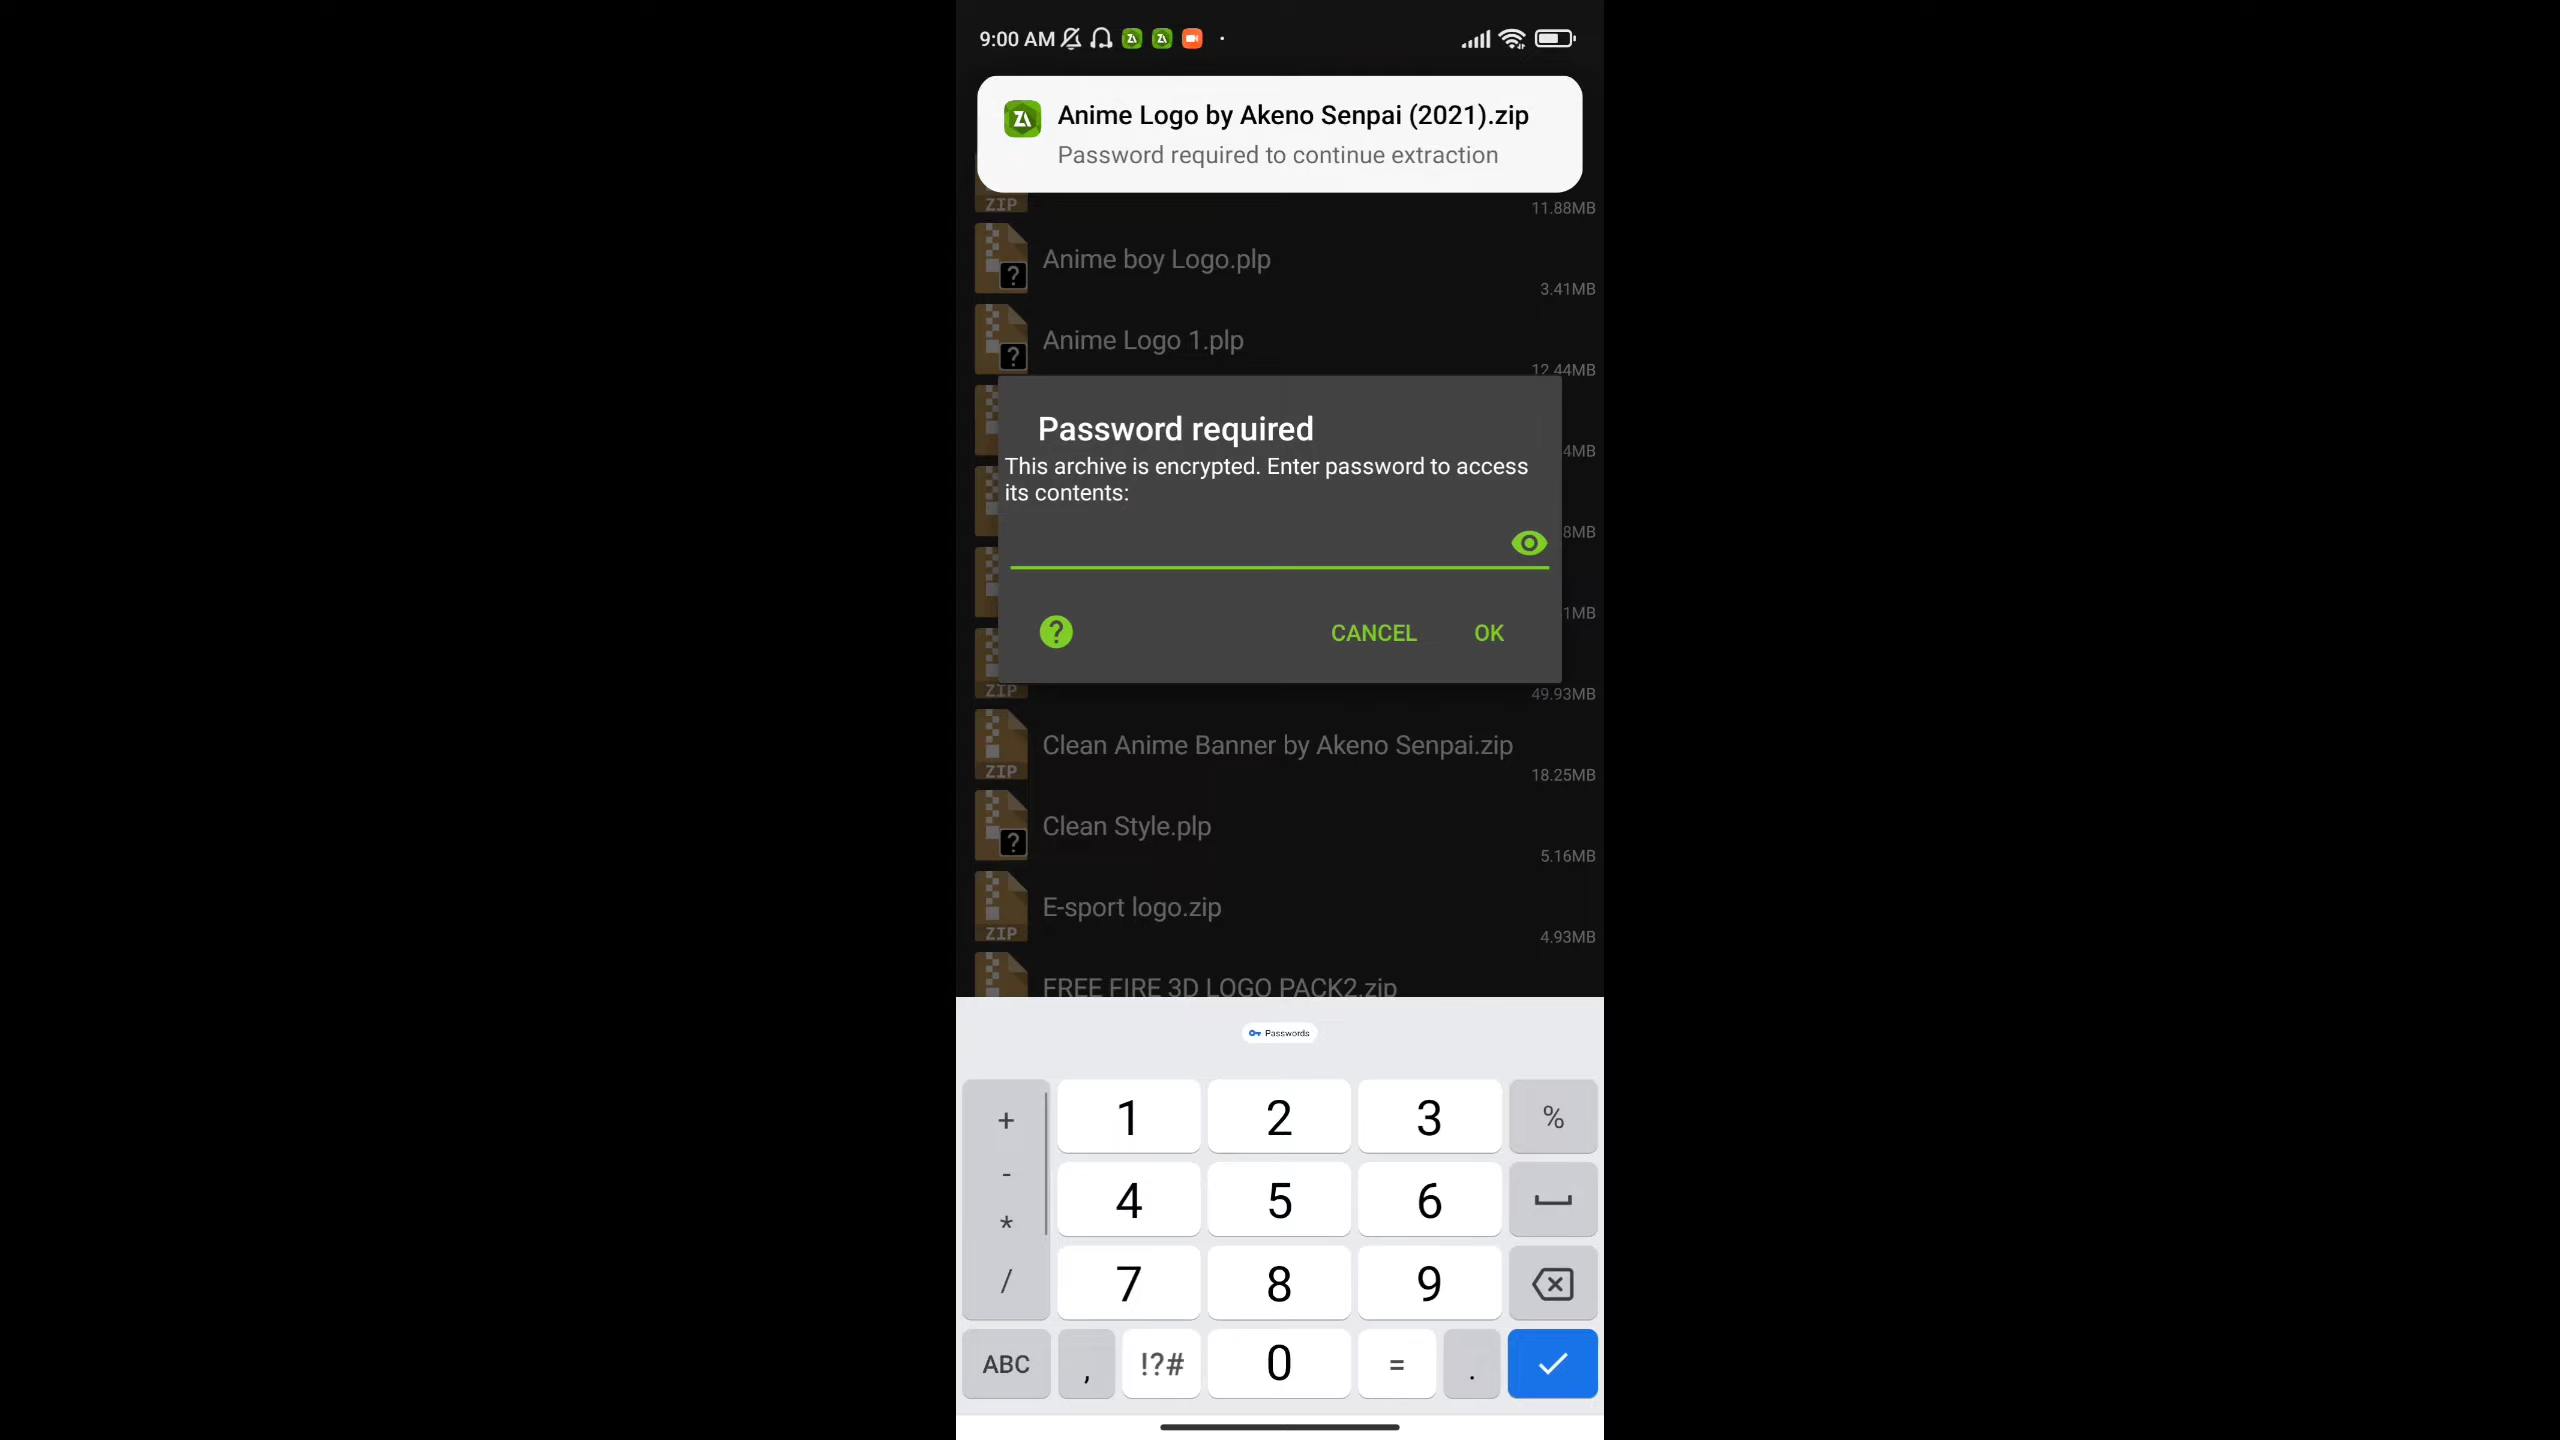 9:00 AM
Anime Logo by Akeno Senpai (2021).zip
Password required to continue extraction
ZIP
11.88MB
Anime boy Logo.plp
?
3.41MB
Anime Logo 1.plp
?
12.44MB
Password required
This archive is encrypted. Enter password to access
its contents:
4MB
8MB
1MB
?
CANCEL
OK
ZIP
49.93MB
Clean Anime Banner by Akeno Senpai.zip
ZIP
18.25MB
Clean Style.plp
?
5.16MB
E-sport logo.zip
ZIP
4.93MB
FREE FIRE 3D LOGO PACK2.zip
Passwords
+ 1 2 3 %
-
4 5 6
*
/ 7 8 9
ABC , !?# 0 = .